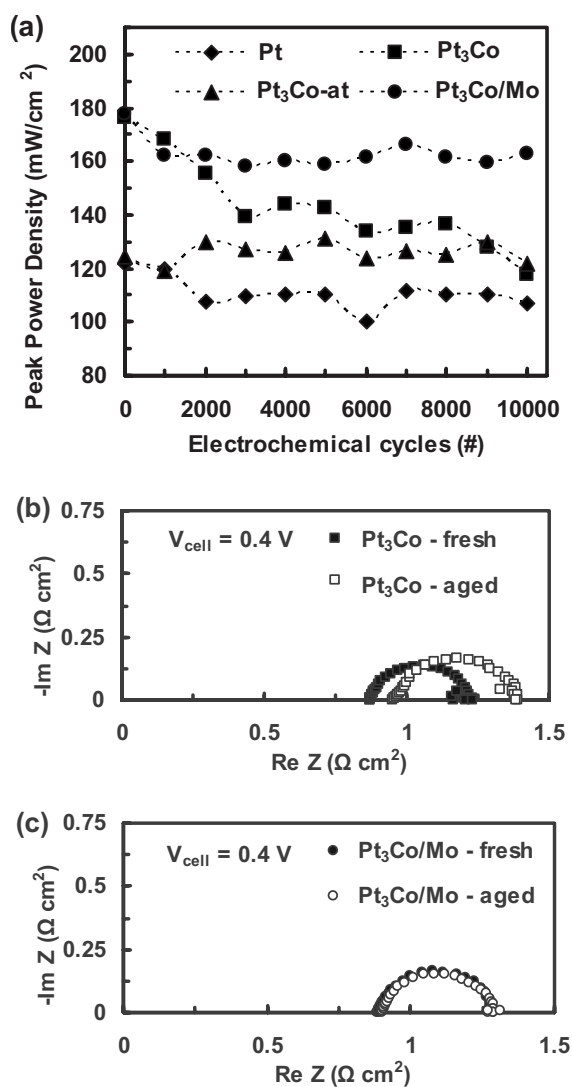 (a)
Pt Pt₃Co
Pt₃Co-at Pt₃Co/Mo
Peak Power Density (mW/cm²)
200
180
160
140
120
100
80
0 2000 4000 6000 8000 10000
Electrochemical cycles (#)
(b)
V_cell = 0.4 V
Pt₃Co - fresh
Pt₃Co - aged
-Im Z (Ω cm²)
0.75
0.5
0.25
0
0 0.5 1 1.5
Re Z (Ω cm²)
(c)
V_cell = 0.4 V
Pt₃Co/Mo - fresh
Pt₃Co/Mo - aged
-Im Z (Ω cm²)
0.75
0.5
0.25
0
0 0.5 1 1.5
Re Z (Ω cm²)